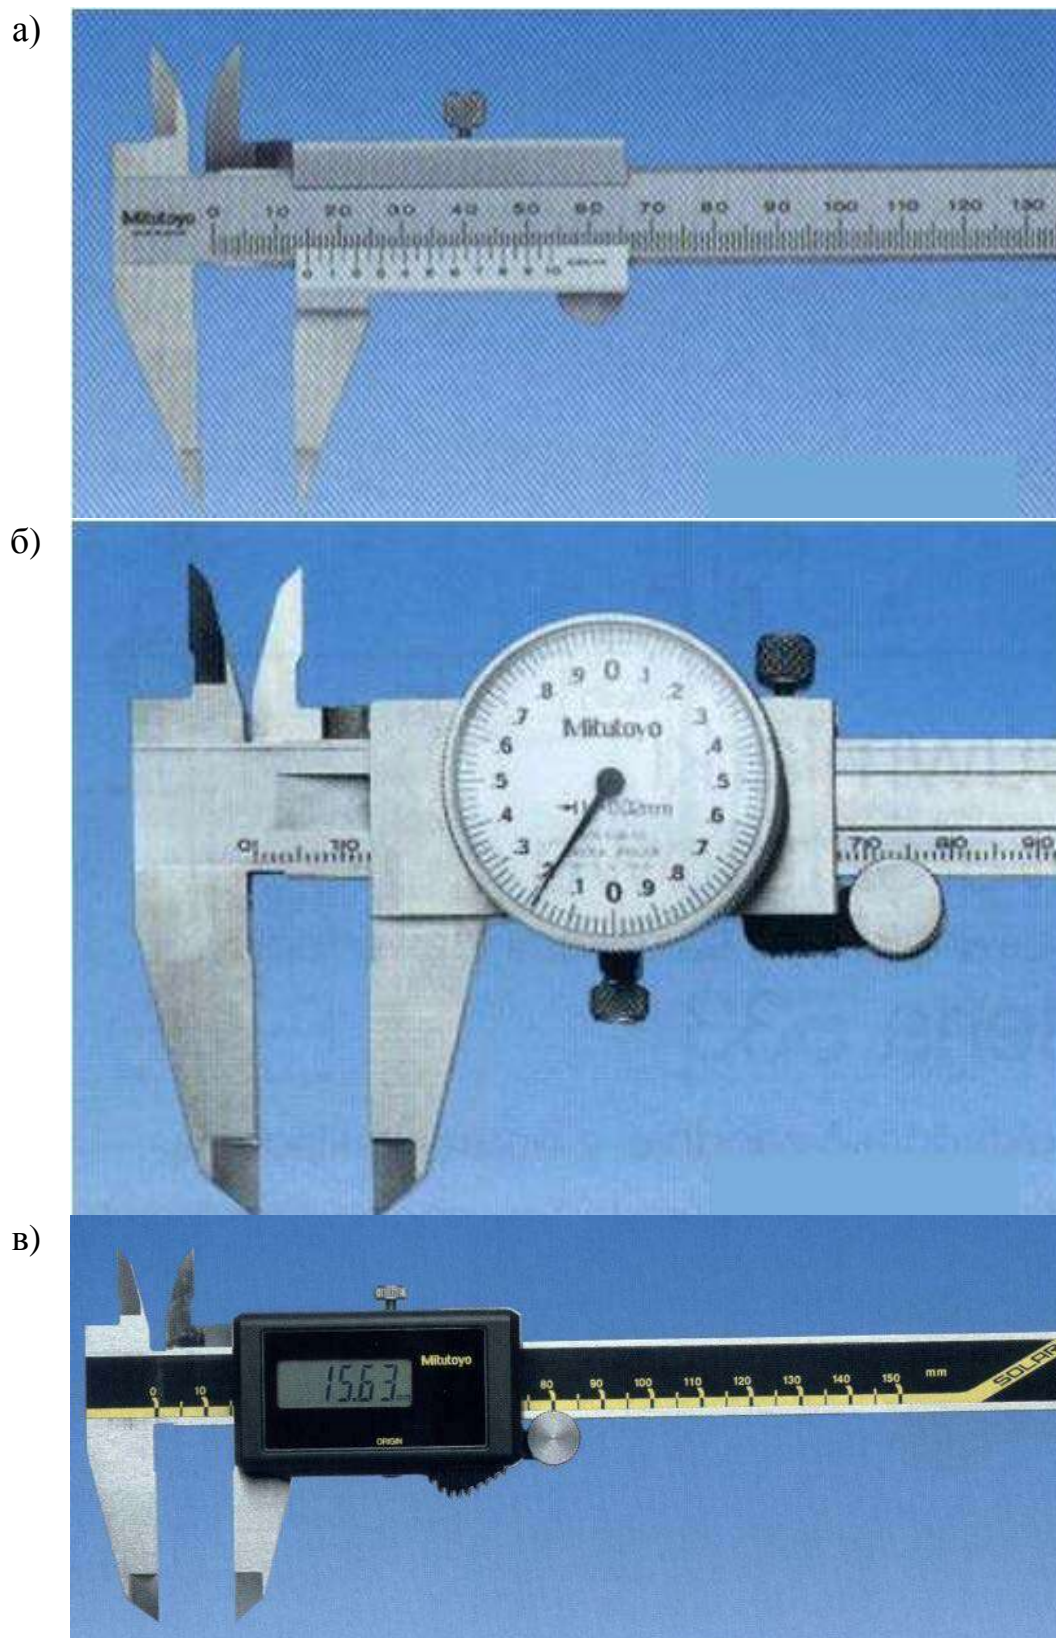 а)
Mitutoyo
0 10 20 30 40 50 60 70 80 90 100 110 120 130
0 1 2 3 4 5 6 7 8 9 10
б)
0 .1 .2 .3 .4 .5 .6 .7 .8 .9 0 .1 .2 .3 .4 .5 .6 .7 .8 .9
Mitutoyo
0 10 70 80 90
в)
15.63
Mitutoyo
ORIGIN
0 10 80 90 100 110 120 130 140 150 mm
SOLAR